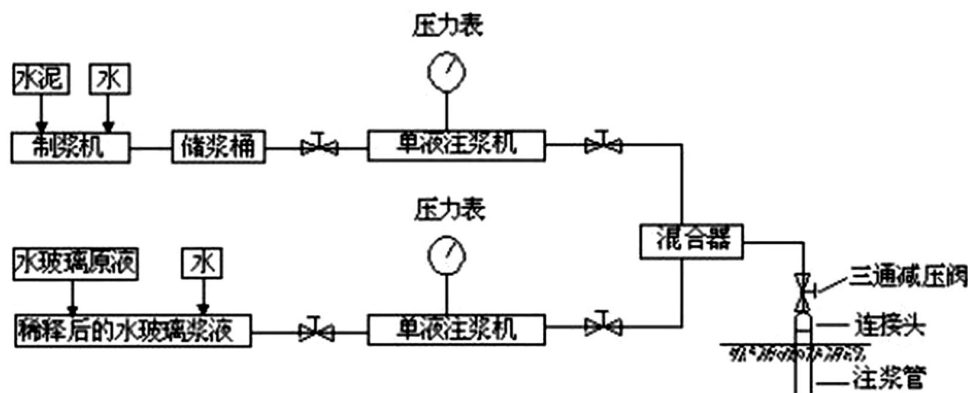 压力表
水泥
水
制浆机
储浆桶
单液注浆机
压力表
水玻璃原液
水
混合器
三通减压阀
稀释后的水玻璃浆液
单液注浆机
连接头
注浆管